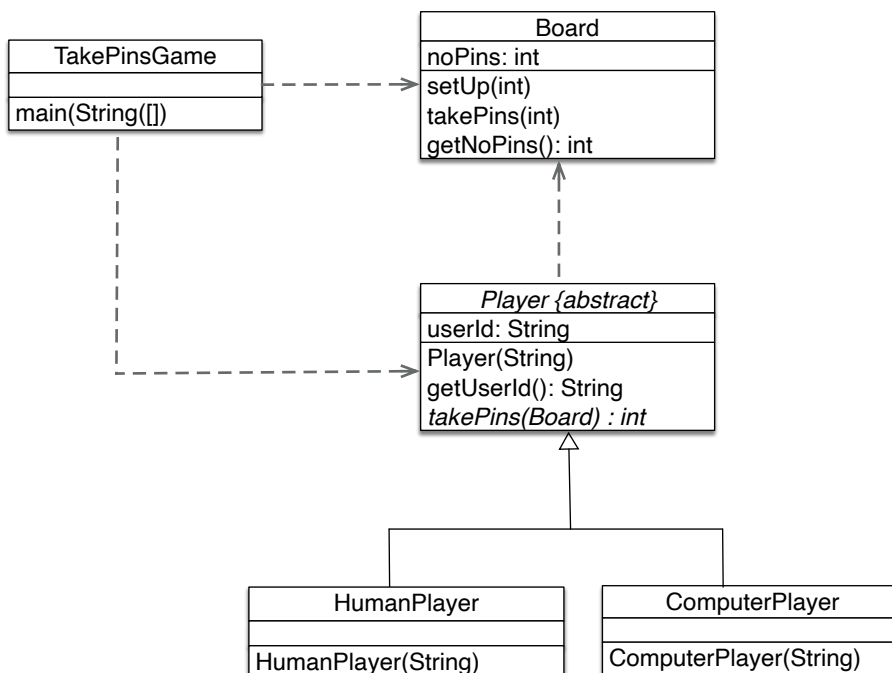 TakePinsGame
main(String([])
Board
noPins: int
setUp(int)
takePins(int)
getNoPins(): int
Player {abstract}
userId: String
Player(String)
getUserId(): String
takePins(Board) : int
HumanPlayer
HumanPlayer(String)
ComputerPlayer
ComputerPlayer(String)